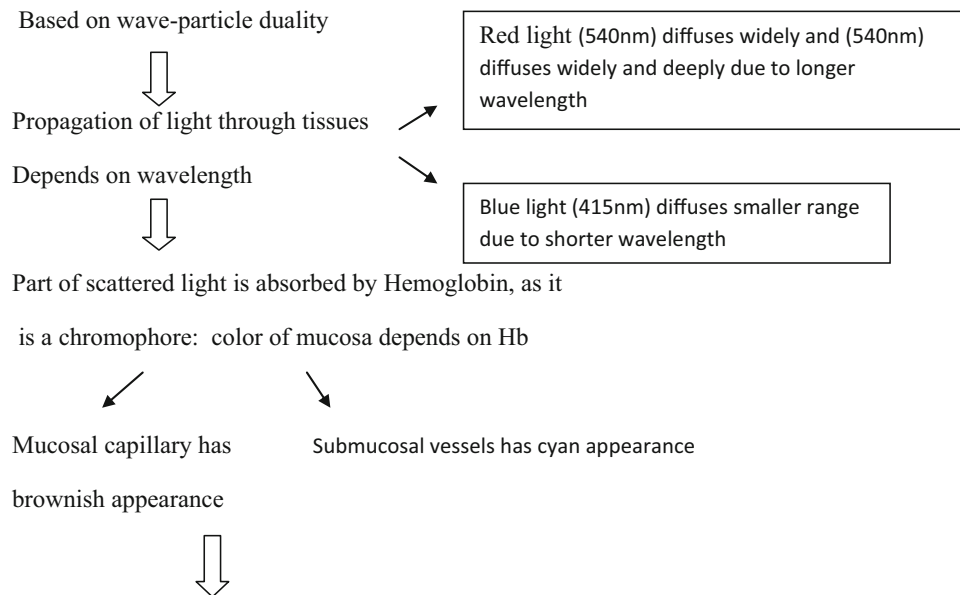 Based on wave-particle duality
Red light (540nm) diffuses widely and (540nm)
diffuses widely and deeply due to longer
wavelength
Propagation of light through tissues
Depends on wavelength
Blue light (415nm) diffuses smaller range
due to shorter wavelength
Part of scattered light is absorbed by Hemoglobin, as it
is a chromophore: color of mucosa depends on Hb
Mucosal capillary has
brownish appearance
Submucosal vessels has cyan appearance